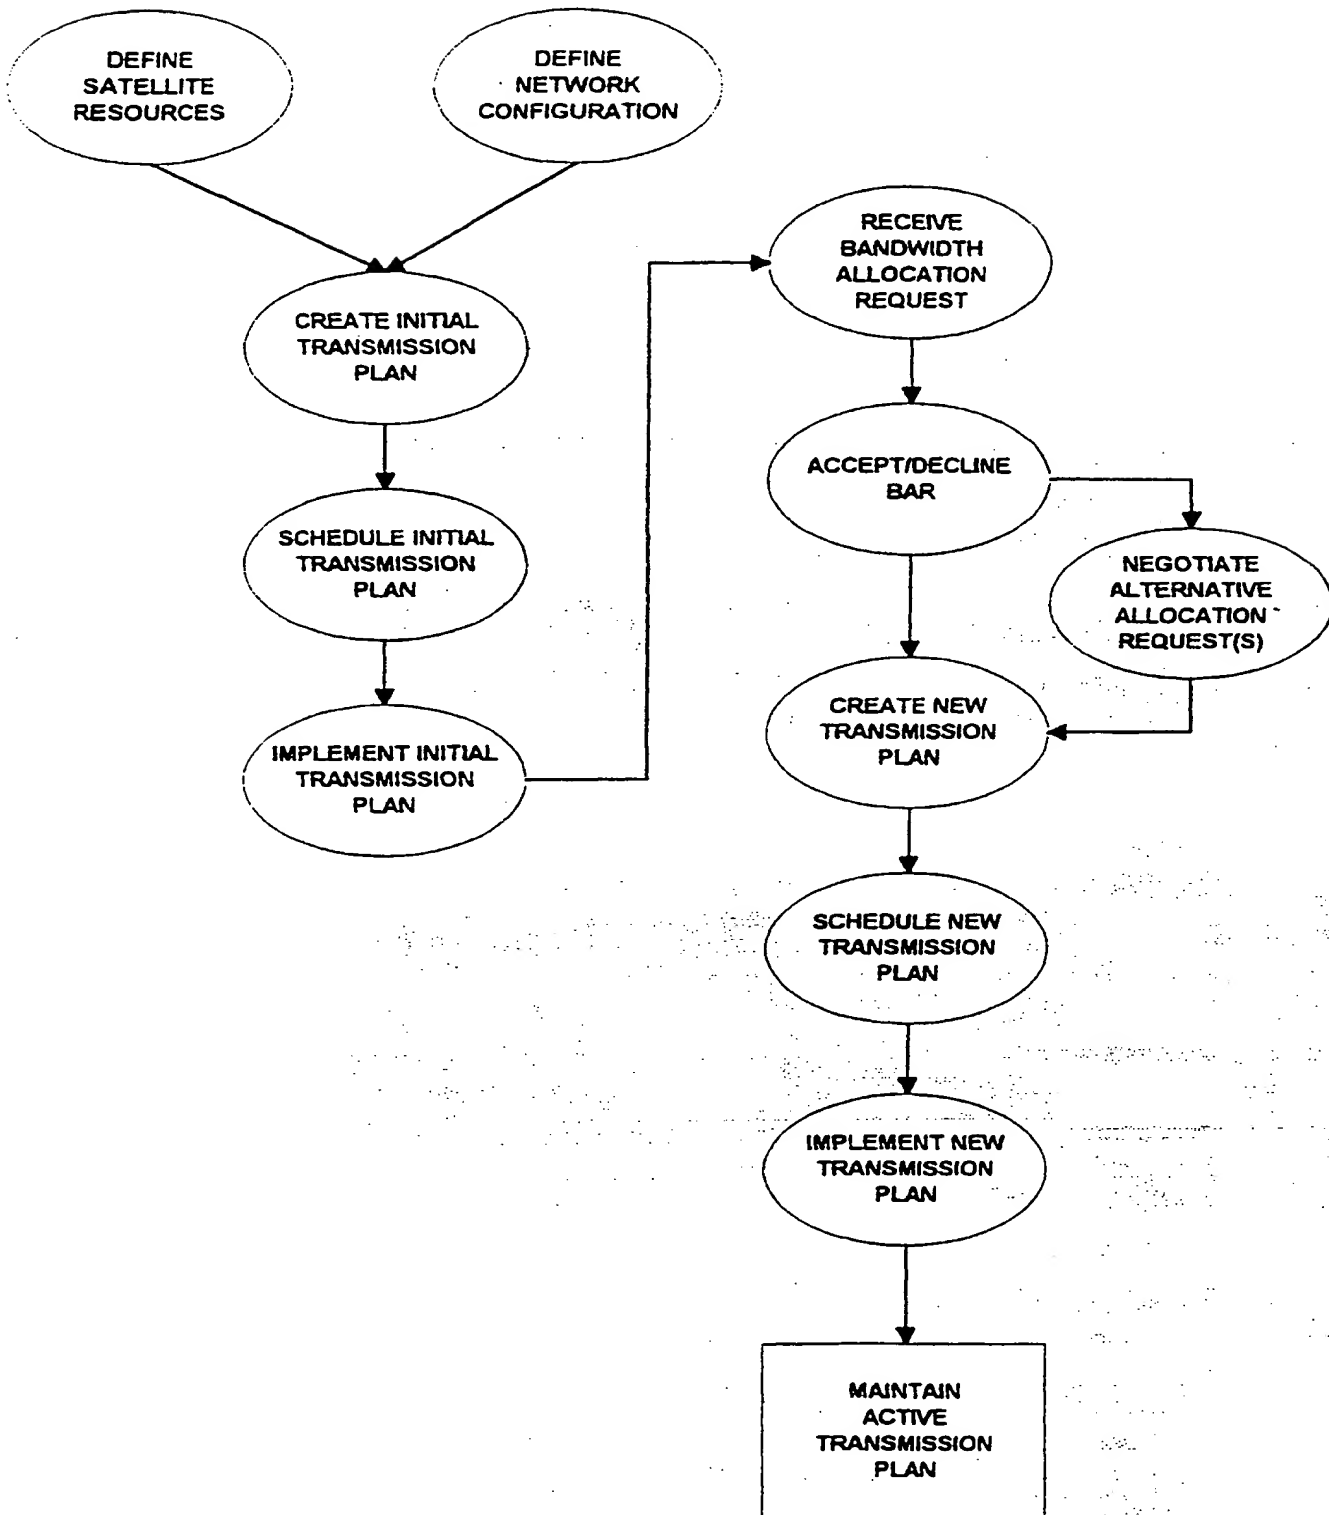 DEFINE
SATELLITE
RESOURCES
DEFINE
NETWORK
CONFIGURATION
CREATE INITIAL
TRANSMISSION
PLAN
SCHEDULE INITIAL
TRANSMISSION
PLAN
IMPLEMENT INITIAL
TRANSMISSION
PLAN
RECEIVE
BANDWIDTH
ALLOCATION
REQUEST
ACCEPT/DECLINE
BAR
NEGOTIATE
ALTERNATIVE
ALLOCATION
REQUEST(S)
CREATE NEW
TRANSMISSION
PLAN
SCHEDULE NEW
TRANSMISSION
PLAN
IMPLEMENT NEW
TRANSMISSION
PLAN
MAINTAIN
ACTIVE
TRANSMISSION
PLAN